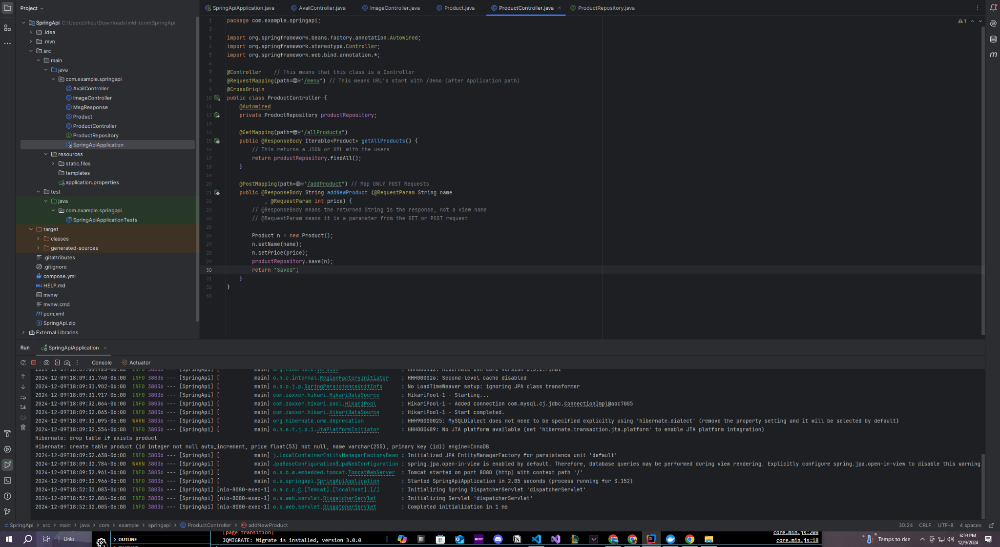 Project
SpringApiApplication.java
AvailController.java
ImageController.java
Product.java
ProductController.java
ProductRepository.java
SpringApi C:\Users\Hieu\Downloads\mld-term\SpringApi
.idea
.mvn
src
main
java
com.example.springapi
AvailController
ImageController
MsgResponse
Product
ProductController
ProductRepository
SpringApiApplication
resources
static.files
templates
application.properties
test
java
com.example.springapi
SpringApiApplicationTests
target
classes
generated-sources
.gitattributes
.gitignore
compose.yml
HELP.md
mvnw
mvnw.cmd
pom.xml
SpringApi.zip
External Libraries
1 package com.example.springapi;
2
3 import org.springframework.beans.factory.annotation.Autowired;
4 import org.springframework.stereotype.Controller;
5 import org.springframework.web.bind.annotation.*;
6
7 @Controller    // This means that this class is a Controller
8 @RequestMapping(path="/menu") // This means URL's start with /demo (after Application path)
9 @CrossOrigin
10 public class ProductController {
11     @Autowired
12     private ProductRepository productRepository;
13
14     @GetMapping(path="/allProducts")
15     public @ResponseBody Iterable<Product> getAllProducts() {
16         // This returns a JSON or XML with the users
17         return productRepository.findAll();
18     }
19
20     @PostMapping(path="/addProduct") // Map ONLY POST Requests
21     public @ResponseBody String addNewProduct (@RequestParam String name
22             , @RequestParam int price) {
23         // @ResponseBody means the returned String is the response, not a view name
24         // @RequestParam means it is a parameter from the GET or POST request
25
26         Product n = new Product();
27         n.setName(name);
28         n.setPrice(price);
29         productRepository.save(n);
30         return "Saved";
31     }
32 }
33
1
Run
SpringApiApplication
Console
Actuator
2024-12-09T18:09:31.740-06:00  INFO 38036 --- [SpringApi] [           main] o.h.c.internal.RegionFactoryInitiator    : HHH000026: Second-level cache disabled
2024-12-09T18:09:31.902-06:00  INFO 38036 --- [SpringApi] [           main] o.s.o.j.p.SpringPersistenceUnitInfo      : No LoadTimeWeaver setup: ignoring JPA class transformer
2024-12-09T18:09:31.917-06:00  INFO 38036 --- [SpringApi] [           main] com.zaxxer.hikari.HikariDataSource       : HikariPool-1 - Starting...
2024-12-09T18:09:32.064-06:00  INFO 38036 --- [SpringApi] [           main] com.zaxxer.hikari.pool.HikariPool        : HikariPool-1 - Added connection com.mysql.cj.jdbc.ConnectionImpl@abc7005
2024-12-09T18:09:32.065-06:00  INFO 38036 --- [SpringApi] [           main] com.zaxxer.hikari.HikariDataSource       : HikariPool-1 - Start completed.
2024-12-09T18:09:32.095-06:00  WARN 38036 --- [SpringApi] [           main] org.hibernate.orm.deprecation            : HHH90000025: MySQLDialect does not need to be specified explicitly using 'hibernate.dialect' (remove the property setting and it will be selected by default)
2024-12-09T18:09:32.554-06:00  INFO 38036 --- [SpringApi] [           main] o.h.e.t.j.p.i.JtaPlatformInitiator       : HHH000489: No JTA platform available (set 'hibernate.transaction.jta.platform' to enable JTA platform integration)
Hibernate: drop table if exists product
Hibernate: create table product (id integer not null auto_increment, price float(53) not null, name varchar(255), primary key (id)) engine=InnoDB
2024-12-09T18:09:32.638-06:00  INFO 38036 --- [SpringApi] [           main] j.LocalContainerEntityManagerFactoryBean : Initialized JPA EntityManagerFactory for persistence unit 'default'
2024-12-09T18:09:32.784-06:00  WARN 38036 --- [SpringApi] [           main] JpaBaseConfiguration$JpaWebConfiguration : spring.jpa.open-in-view is enabled by default. Therefore, database queries may be performed during view rendering. Explicitly configure spring.jpa.open-in-view to disable this warning
2024-12-09T18:09:32.961-06:00  INFO 38036 --- [SpringApi] [           main] o.s.b.w.embedded.tomcat.TomcatWebServer  : Tomcat started on port 8080 (http) with context path '/'
2024-12-09T18:09:32.966-06:00  INFO 38036 --- [SpringApi] [           main] c.e.springapi.SpringApiApplication       : Started SpringApiApplication in 2.85 seconds (process running for 3.152)
2024-12-09T18:52:32.083-06:00  INFO 38036 --- [SpringApi] [nio-8080-exec-1] o.a.c.c.C.[Tomcat].[localhost].[/]       : Initializing Spring DispatcherServlet 'dispatcherServlet'
2024-12-09T18:52:32.084-06:00  INFO 38036 --- [SpringApi] [nio-8080-exec-1] o.s.web.servlet.DispatcherServlet        : Initializing Servlet 'dispatcherServlet'
2024-12-09T18:52:32.085-06:00  INFO 38036 --- [SpringApi] [nio-8080-exec-1] o.s.web.servlet.DispatcherServlet        : Completed initialization in 1 ms
SpringApi > src > main > java > com > example > springapi > ProductController > addNewProduct
30:24 CRLF UTF-8 4 spaces
Links
OUTLINE
[page transition]
JQMIGRATE: Migrate is installed, version 3.0.0
NEXT
core.min.js:208
core.min.js:18
Temps to rise
6:59 PM
12/9/2024